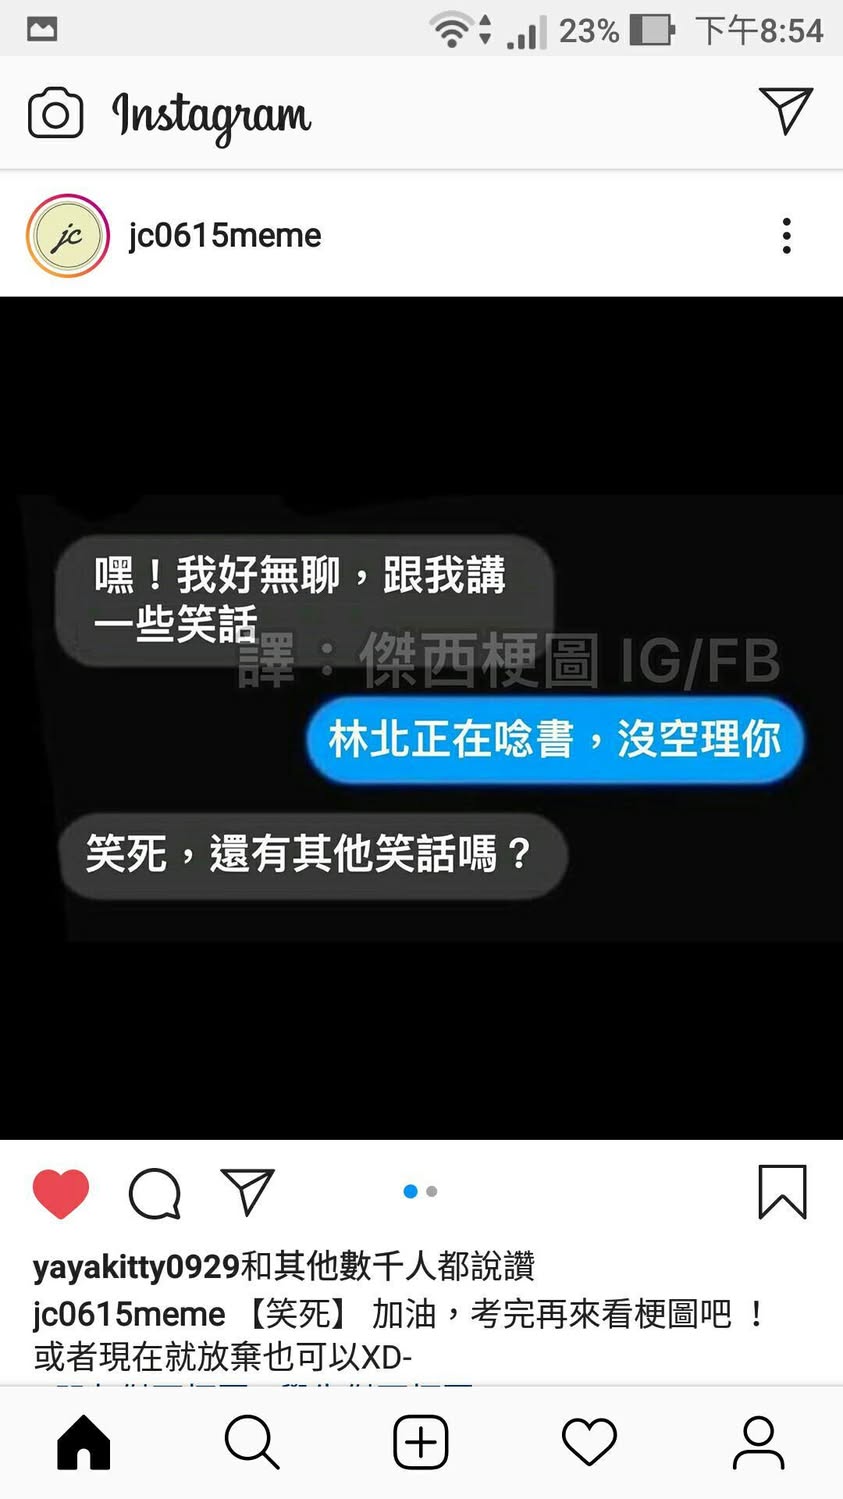 23% 下午8:54
Instagram
jc jc0615meme
嘿！我好無聊，跟我講
一些笑話
譯：傑西梗圖 IG/FB
林北正在唸書，沒空理你
笑死，還有其他笑話嗎？
yayakitty0929和其他數千人都說讚
jc0615meme 【笑死】 加油，考完再來看梗圖吧 ！
或者現在就放棄也可以XD-